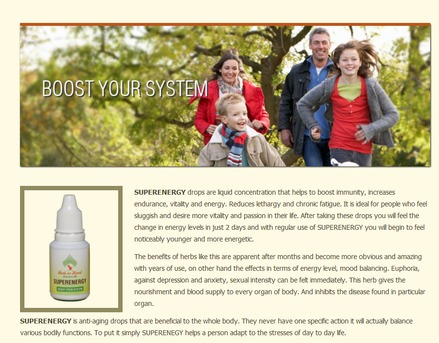 BOOST YOUR SYSTEM
SUPERENERGY drops are liquid concentration that helps to boost immunity, increases
endurance, vitality and energy. Reduces lethargy and chronic fatigue. It is ideal for people who feel
sluggish and desire more vitality and passion in their life. After taking these drops you will feel the
change in energy levels in Just 2 days and with regular use of SUPERENERGY you will begin to feel
noticeably younger and more energetic.
The benefits of herbs like this are apparent after months and become more obvious and amazing
with years of use, on other hand the effects in terms of energy level, mood balancing. Euphoria,
against depression and anxiety, sexual intensity can be felt immediately. This herb gives the
nourishment and blood supply to every organ of body. And inhibits the disease found in particular
organ.
SUPERENERGY
SUPERENERGY is anti-aging drops that are beneficial to the whole body. They never have one specific action it will actually balance
various bodily functions. To put it simply SUPERENEGY helps a person adapt to the stresses of day to day life.